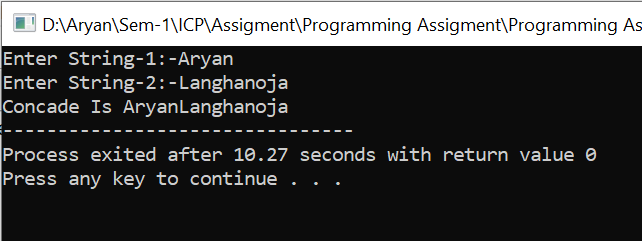 D:\Aryan\Sem-1\ICP\Assigment\Programming Assigment\Programming As
Enter String-1:-Aryan
Enter String-2:-Langhanoja
Concade Is AryanLanghanoja
--------------------------------
Process exited after 10.27 seconds with return value 0
Press any key to continue . . .